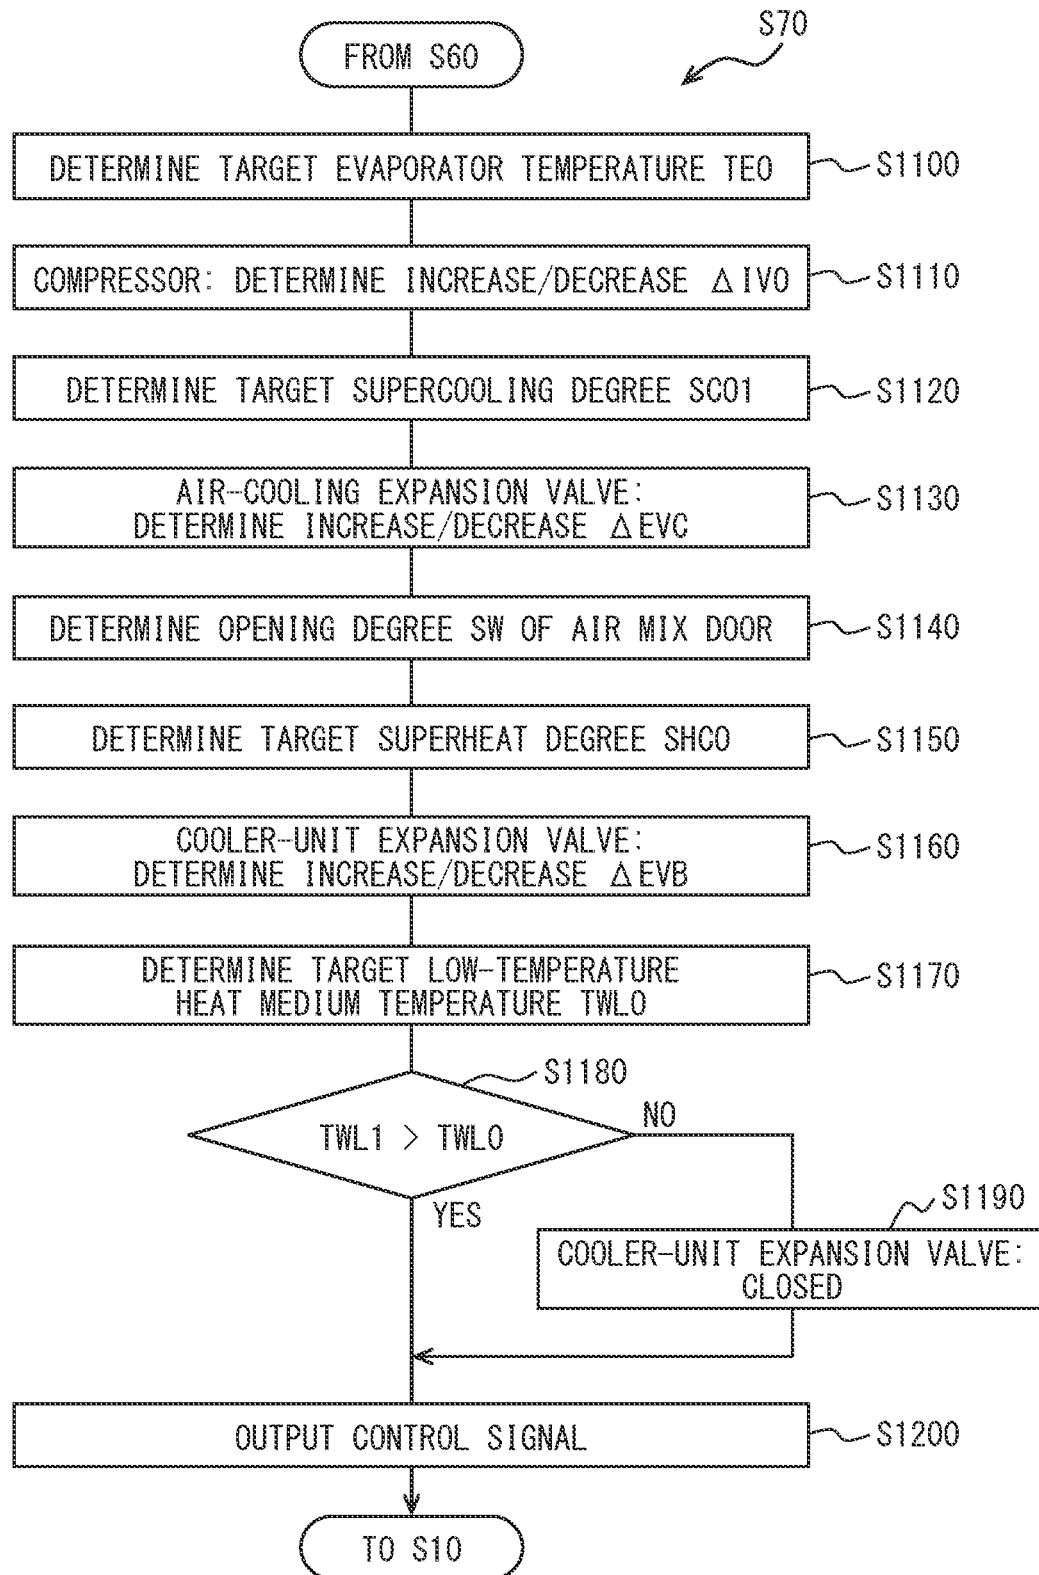 S70
FROM S60
DETERMINE TARGET EVAPORATOR TEMPERATURE TEO
S1100
COMPRESSOR: DETERMINE INCREASE/DECREASE ΔIVO
S1110
DETERMINE TARGET SUPERCOOLING DEGREE SCO1
S1120
AIR-COOLING EXPANSION VALVE:
DETERMINE INCREASE/DECREASE ΔEVC
S1130
DETERMINE OPENING DEGREE SW OF AIR MIX DOOR
S1140
DETERMINE TARGET SUPERHEAT DEGREE SHCO
S1150
COOLER-UNIT EXPANSION VALVE:
DETERMINE INCREASE/DECREASE ΔEVB
S1160
DETERMINE TARGET LOW-TEMPERATURE
HEAT MEDIUM TEMPERATURE TWLO
S1170
S1180
TWL1 > TWLO
NO
YES
S1190
COOLER-UNIT EXPANSION VALVE:
CLOSED
OUTPUT CONTROL SIGNAL
S1200
TO S10